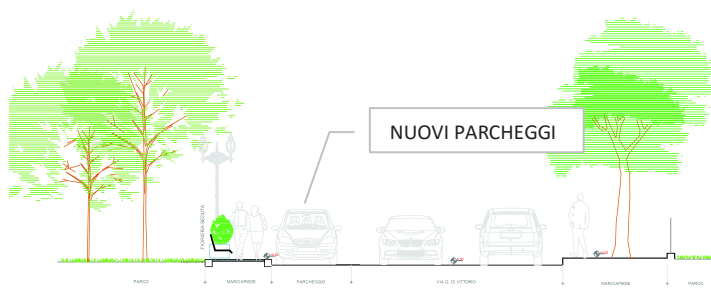 NUOVI PARCHEGGI
FIORIERA-SEDUTA
PARCO
MARCIAPIEDE
PARCHEGGIO
VIA G. DI VITTORIO
MARCIAPIEDE
PARCO